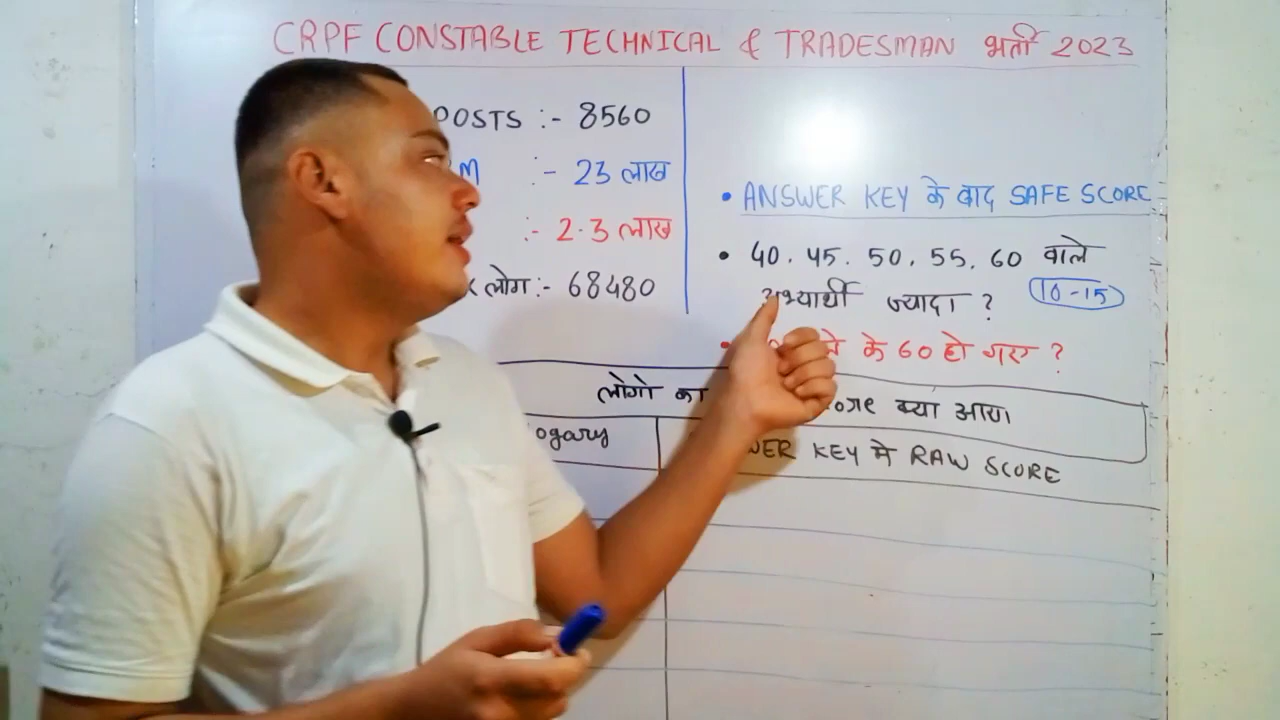 CRPF CONSTABLE TECHNICAL & TRADESMAN भर्ती 2023
POSTS :- 8560
M :- 23 लाख
:- 2.3 लाख
लोग :- 68480
• ANSWER KEY के बाद SAFE SCORE
• 40. 45. 50. 55. 60 वाले
अभ्यार्थी ज्यादा ? 10-15
के 60 हो गए ?
लोगो का ore क्या आया
ogary
WER KEY मे RAW SCORE